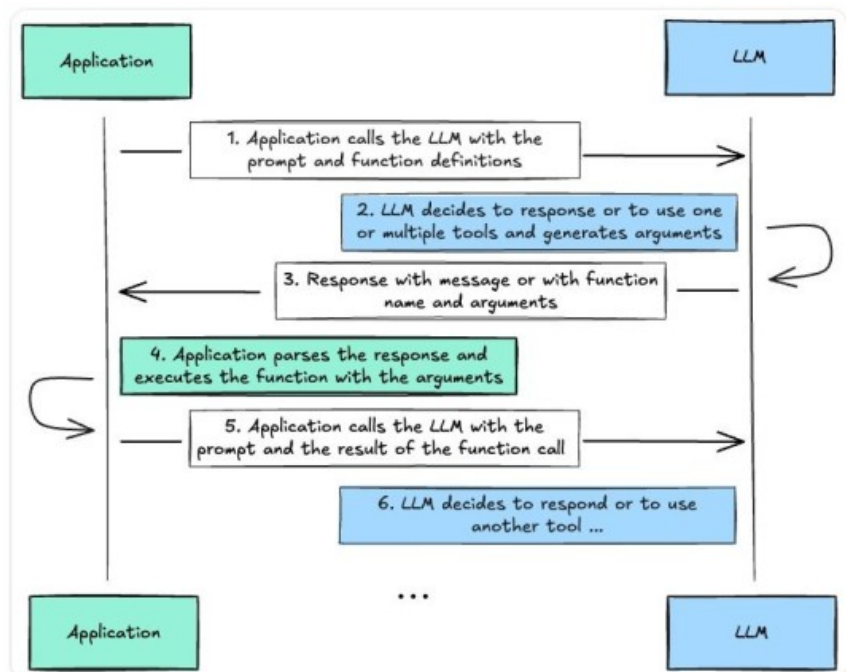 Application
LLM
1. Application calls the LLM with the
prompt and function definitions
2. LLM decides to response or to use one
or multiple tools and generates arguments
3. Response with message or with function
name and arguments
4. Application parses the response and
executes the function with the arguments
5. Application calls the LLM with the
prompt and the result of the function call
6. LLM decides to respond or to use
another tool ...
...
Application
LLM